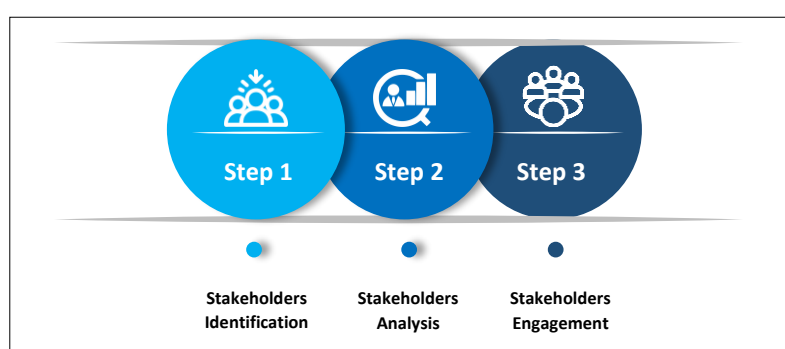 Step 1
Step 2
Step 3
Stakeholders
Identification
Stakeholders
Analysis
Stakeholders
Engagement